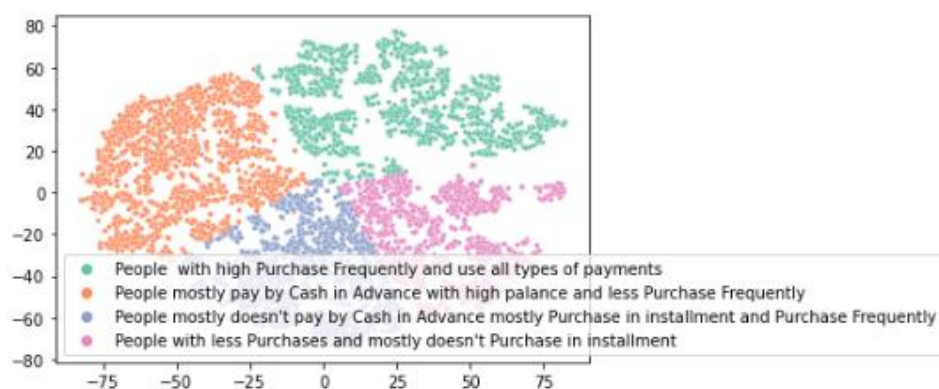 80
60
40
20
0
−20
−40
−60
−80
People with high Purchase Frequently and use all types of payments
People mostly pay by Cash in Advance with high palance and less Purchase Frequently
People mostly doesn't pay by Cash in Advance mostly Purchase in installment and Purchase Frequently
People with less Purchases and mostly doesn't Purchase in installment
−75 −50 −25 0 25 50 75